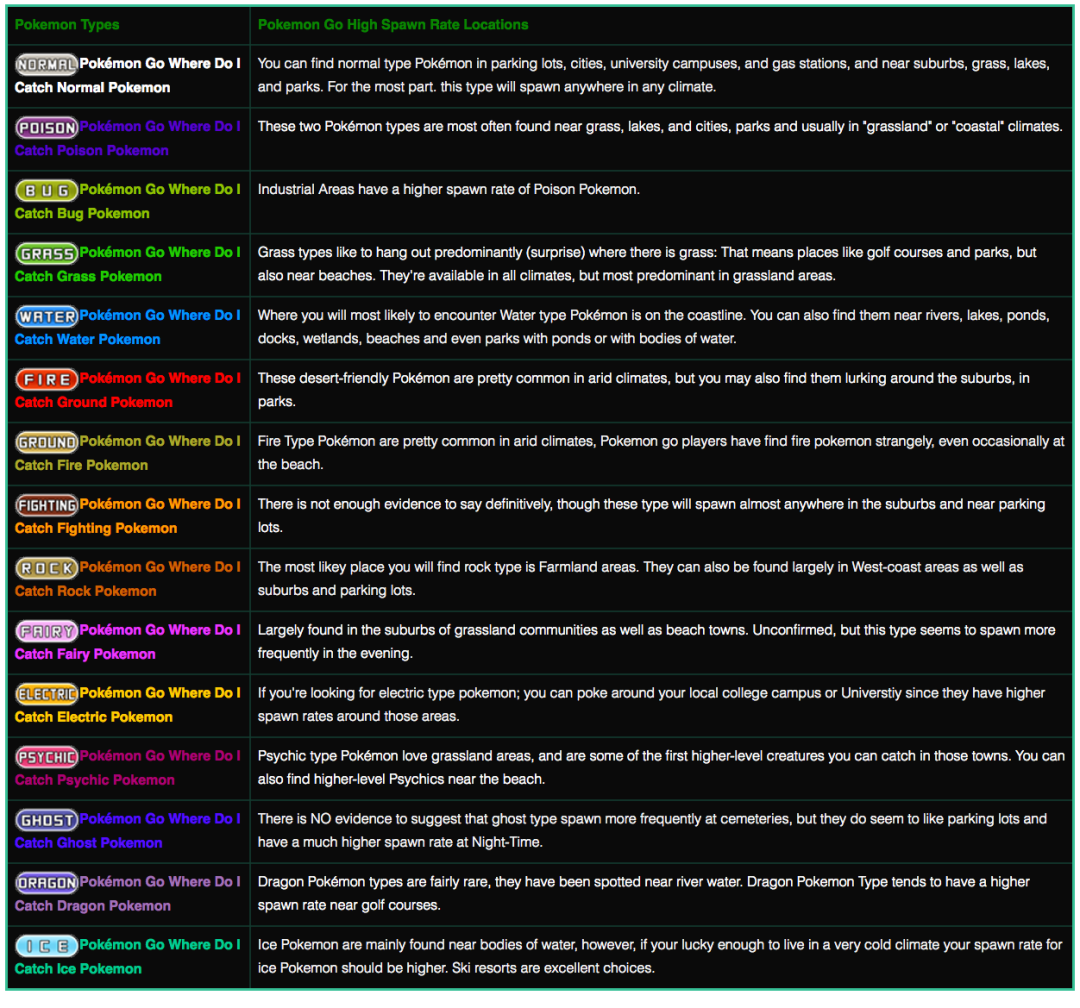 Pokemon Types
Pokemon Go High Spawn Rate Locations
NORMAL Pokémon Go Where Do I
Catch Normal Pokemon
You can find normal type Pokémon in parking lots, cities, university campuses, and gas stations, and near suburbs, grass, lakes,
and parks. For the most part. this type will spawn anywhere in any climate.
POISON Pokémon Go Where Do I
Catch Poison Pokemon
These two Pokémon types are most often found near grass, lakes, and cities, parks and usually in "grassland" or "coastal" climates.
BUG Pokémon Go Where Do I
Catch Bug Pokemon
Industrial Areas have a higher spawn rate of Poison Pokemon.
GRASS Pokémon Go Where Do I
Catch Grass Pokemon
Grass types like to hang out predominantly (surprise) where there is grass: That means places like golf courses and parks, but
also near beaches. They're available in all climates, but most predominant in grassland areas.
WATER Pokémon Go Where Do I
Catch Water Pokemon
Where you will most likely to encounter Water type Pokémon is on the coastline. You can also find them near rivers, lakes, ponds,
docks, wetlands, beaches and even parks with ponds or with bodies of water.
FIRE Pokémon Go Where Do I
Catch Ground Pokemon
These desert-friendly Pokémon are pretty common in arid climates, but you may also find them lurking around the suburbs, in
parks.
GROUND Pokémon Go Where Do I
Catch Fire Pokemon
Fire Type Pokémon are pretty common in arid climates, Pokemon go players have find fire pokemon strangely, even occasionally at
the beach.
FIGHTING Pokémon Go Where Do I
Catch Fighting Pokemon
There is not enough evidence to say definitively, though these type will spawn almost anywhere in the suburbs and near parking
lots.
ROCK Pokémon Go Where Do I
Catch Rock Pokemon
The most likey place you will find rock type is Farmland areas. They can also be found largely in West-coast areas as well as
suburbs and parking lots.
FAIRY Pokémon Go Where Do I
Catch Fairy Pokemon
Largely found in the suburbs of grassland communities as well as beach towns. Unconfirmed, but this type seems to spawn more
frequently in the evening.
ELECTRIC Pokémon Go Where Do I
Catch Electric Pokemon
If you're looking for electric type pokemon; you can poke around your local college campus or Universtiy since they have higher
spawn rates around those areas.
PSYCHIC Pokémon Go Where Do I
Catch Psychic Pokemon
Psychic type Pokémon love grassland areas, and are some of the first higher-level creatures you can catch in those towns. You can
also find higher-level Psychics near the beach.
GHOST Pokémon Go Where Do I
Catch Ghost Pokemon
There is NO evidence to suggest that ghost type spawn more frequently at cemeteries, but they do seem to like parking lots and
have a much higher spawn rate at Night-Time.
DRAGON Pokémon Go Where Do I
Catch Dragon Pokemon
Dragon Pokémon types are fairly rare, they have been spotted near river water. Dragon Pokemon Type tends to have a higher
spawn rate near golf courses.
ICE Pokémon Go Where Do I
Catch Ice Pokemon
Ice Pokemon are mainly found near bodies of water, however, if your lucky enough to live in a very cold climate your spawn rate for
ice Pokemon should be higher. Ski resorts are excellent choices.